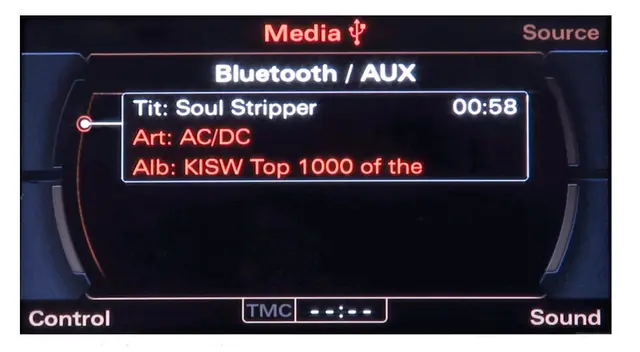 Media
Source
Bluetooth / AUX
Tit: Soul Stripper 00:58
Art: AC/DC
Alb: KISW Top 1000 of the
Control
TMC --:--
Sound